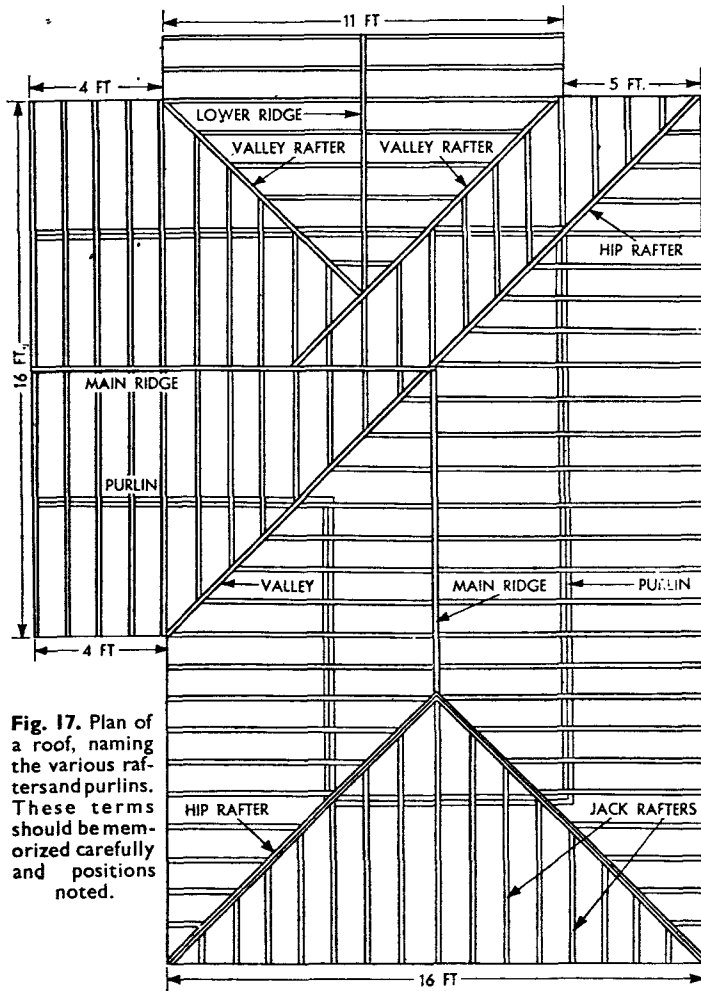 11 FT
4 FT
5 FT.
LOWER RIDGE
VALLEY RAFTER
VALLEY RAFTER
HIP RAFTER
16 FT.
MAIN RIDGE
PURLIN
VALLEY
MAIN RIDGE
PURLIN
4 FT
Fig. 17. Plan of
a roof, naming
the various raf-
tersand purlins.
These terms
should be mem-
orized carefully
and positions
noted.
HIP RAFTER
JACK RAFTERS
16 FT